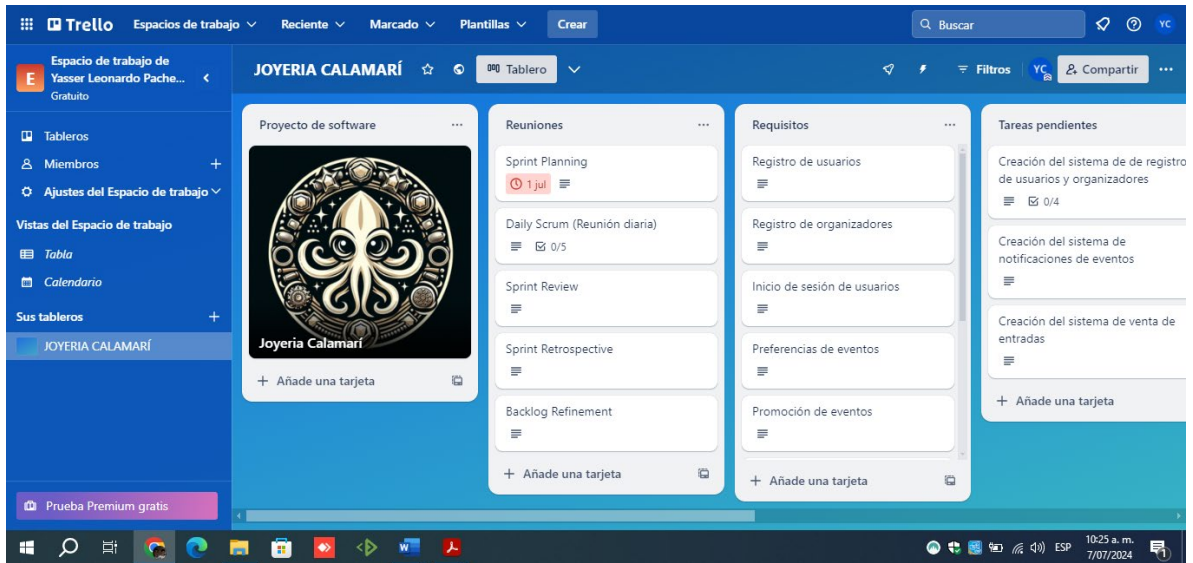 Trello
Espacios de trabajo
Reciente
Marcado
Plantillas
Crear
Buscar
YC
E
Espacio de trabajo de
Yasser Leonardo Pache...
Gratuito
Tableros
Miembros
Ajustes del Espacio de trabajo
Vistas del Espacio de trabajo
Tabla
Calendario
Sus tableros
JOYERIA CALAMARÍ
Prueba Premium gratis
JOYERIA CALAMARÍ
Tablero
Filtros
YC
Compartir
Proyecto de software
Joyeria Calamarí
Añade una tarjeta
Reuniones
Sprint Planning
1 jul
Daily Scrum (Reunión diaria)
0/5
Sprint Review
Sprint Retrospective
Backlog Refinement
Añade una tarjeta
Requisitos
Registro de usuarios
Registro de organizadores
Inicio de sesión de usuarios
Preferencias de eventos
Promoción de eventos
Añade una tarjeta
Tareas pendientes
Creación del sistema de de registro
de usuarios y organizadores
0/4
Creación del sistema de
notificaciones de eventos
Creación del sistema de venta de
entradas
Añade una tarjeta
ESP
10:25 a. m.
7/07/2024
1